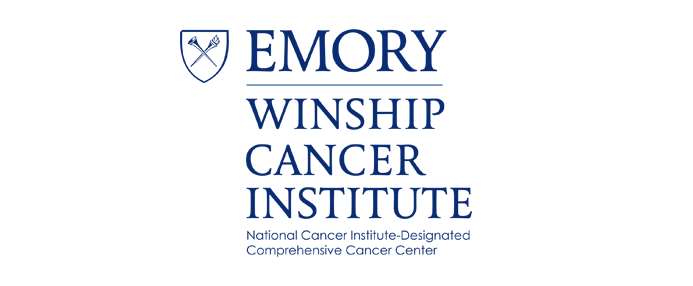 EMORY
WINSHIP
CANCER
INSTITUTE
National Cancer Institute-Designated
Comprehensive Cancer Center